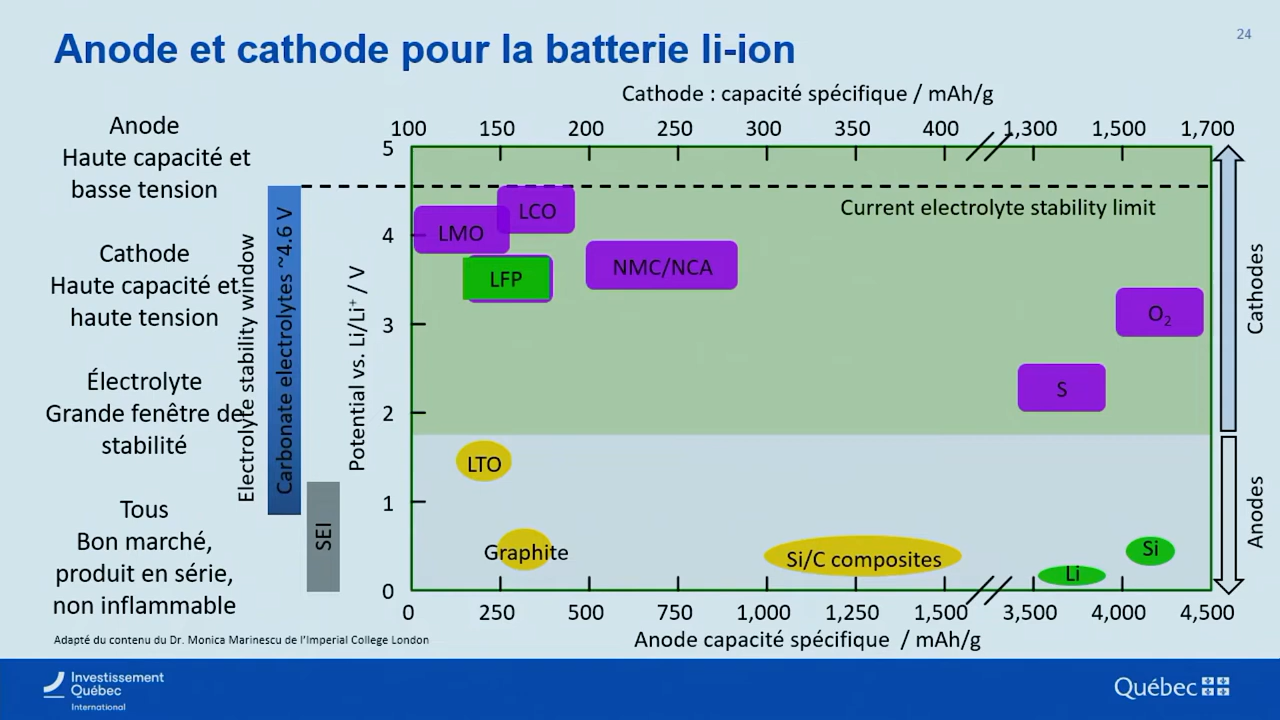 24
Anode et cathode pour la batterie li-ion
Cathode : capacité spécifique / mAh/g
100 150 200 250 300 350 400 1,300 1,500 1,700
Anode
Haute capacité et
basse tension
Cathode
Haute capacité et
haute tension
Électrolyte
Grande fenêtre de
stabilité
Tous
Bon marché,
produit en série,
non inflammable
Electrolyte stability window
Carbonate electrolytes ~4.6 V
SEI
Potential vs. Li/Li⁺ / V
5
4
3
2
1
0
Current electrolyte stability limit
LCO
LMO
NMC/NCA
LFP
O₂
S
LTO
Graphite
Si/C composites
Si
Li
Cathodes
Anodes
0 250 500 750 1,000 1,250 1,500 3,500 4,000 4,500
Anode capacité spécifique / mAh/g
Adapté du contenu du Dr. Monica Marinescu de l'Imperial College London
Investissement
Québec
International
Québec